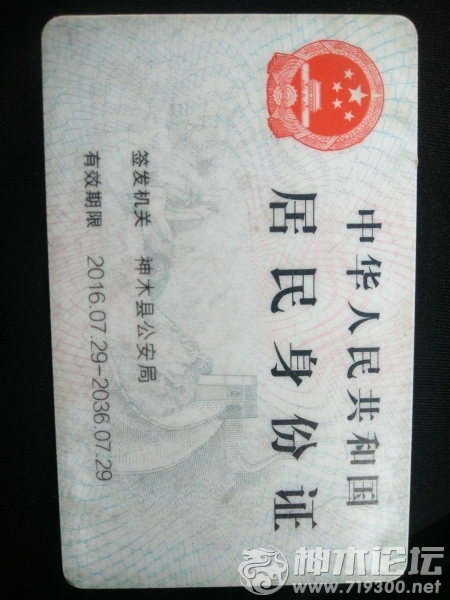 中华人民共和国
居民身份证
签发机关 神木县公安局
有效期限 2016.07.29-2036.07.29
神木论坛
www.719300.net